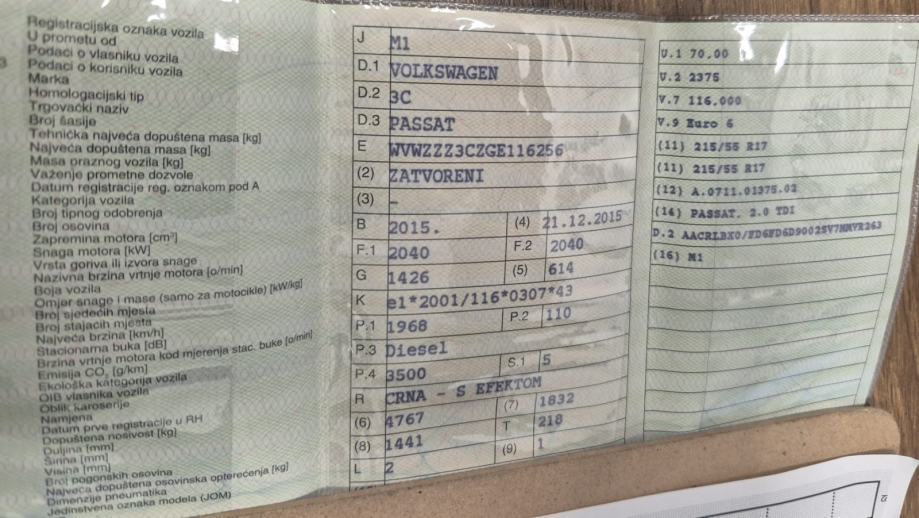 Registracijska oznaka vozila
U prometu od
Podaci o vlasniku vozila
3 Podaci o korisniku vozila
Marka
Homologacijski tip
Trgovački naziv
Broj šasije
Tehnička najveća dopuštena masa [kg]
Najveća dopuštena masa [kg]
Masa praznog vozila [kg]
Važenje prometne dozvole
Datum registracije reg. oznakom pod A
Kategorija vozila
Broj tipnog odobrenja
Broj osovina
Zapremina motora [cm³]
Snaga motora [kW]
Vrsta goriva ili izvora snage
Nazivna brzina vrtnje motora [o/min]
Boja vozila
Omjer snage i mase (samo za motocikle) [kW/kg]
Broj sjedećih mjesta
Broj stajaćih mjesta
Najveća brzina [km/h]
Stacionarna buka [dB]
Brzina vrtnje motora kod mjerenja stac. buke [o/min]
Emisija CO₂ [g/km]
Ekološka kategorija vozila
OIB vlasnika vozila
Oblik karoserije
Namjena
Datum prve registracije u RH
Dopuštena nosivost [kg]
Duljina [mm]
Širina [mm]
Visina [mm]
Broj pogonskih osovina
Najveća dopuštena osovinska opterećenja [kg]
Dimenzije pneumatika
Jedinstvena oznaka modela (JOM)
J M1
D.1 VOLKSWAGEN
D.2 3C
D.3 PASSAT
E WVWZZZ3CZGE116256
(2) ZATVORENI
(3) -
B 2015. (4) 21.12.2015
F.1 2040 F.2 2040
G 1426 (5) 614
K e1*2001/116*0307*43
P.1 1968 P.2 110
P.3 Diesel
P.4 3500 S.1 5
R CRNA - S EFEKTOM
(6) 4767 (7) 1832
(8) 1441 T 218
L 2 (9) 1
U.1 70.00
U.2 2375
V.7 116.000
V.9 Euro 6
(11) 215/55 R17
(11) 215/55 R17
(12) A.0711.01375.02
(14) PASSAT. 2.0 TDI
D.2 AACRLBX0/FD6FD6D9002SV7NMVR263
(16) M1